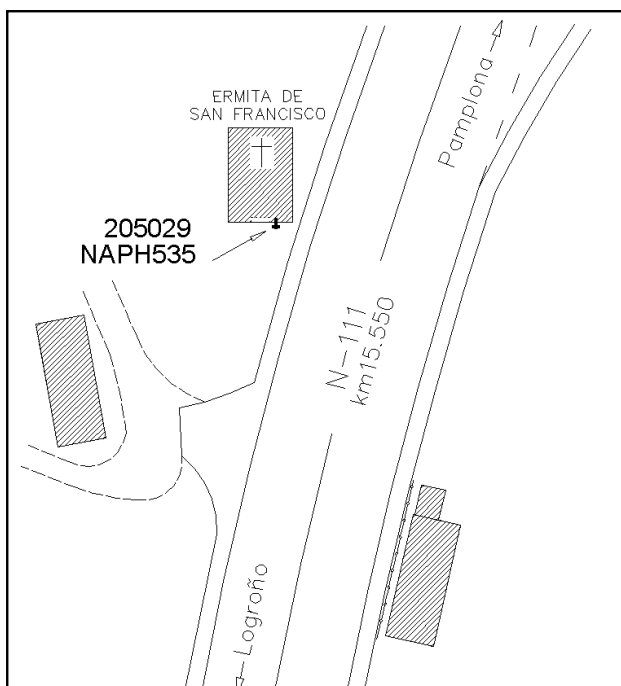 ERMITA DE
SAN FRANCISCO
Pamplona
205029
NAPH535
N-111
km15.550
Logroño